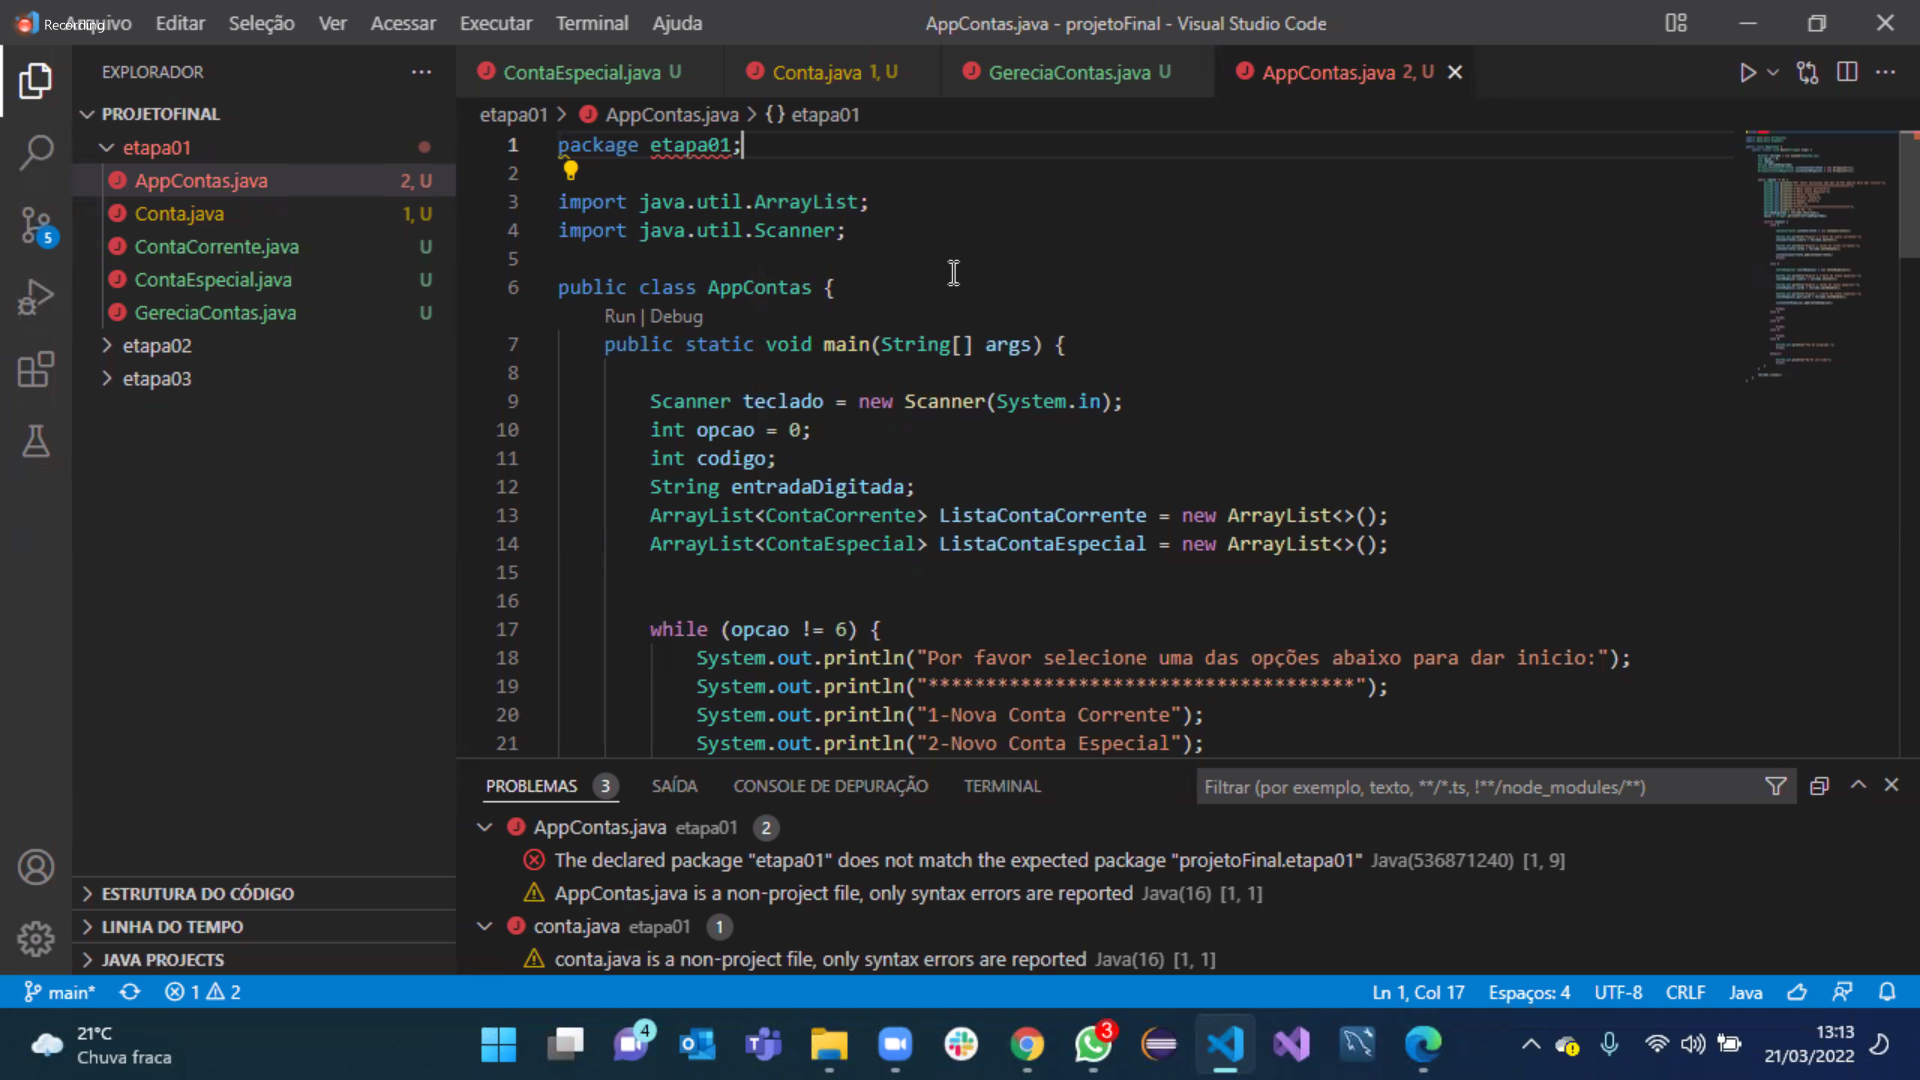 Recording
Arquivo Editar Seleção Ver Acessar Executar Terminal Ajuda
AppContas.java - projetoFinal - Visual Studio Code
EXPLORADOR
PROJETOFINAL
etapa01
AppContas.java 2, U
Conta.java 1, U
ContaCorrente.java U
ContaEspecial.java U
GereciaContas.java U
etapa02
etapa03
ESTRUTURA DO CÓDIGO
LINHA DO TEMPO
JAVA PROJECTS
5
ContaEspecial.java U
Conta.java 1, U
GereciaContas.java U
AppContas.java 2, U
etapa01 > AppContas.java > {} etapa01
1 package etapa01;
2
3 import java.util.ArrayList;
4 import java.util.Scanner;
5
6 public class AppContas {
Run | Debug
7 public static void main(String[] args) {
8
9 Scanner teclado = new Scanner(System.in);
10 int opcao = 0;
11 int codigo;
12 String entradaDigitada;
13 ArrayList<ContaCorrente> ListaContaCorrente = new ArrayList<>();
14 ArrayList<ContaEspecial> ListaContaEspecial = new ArrayList<>();
15
16
17 while (opcao != 6) {
18 System.out.println("Por favor selecione uma das opções abaixo para dar inicio:");
19 System.out.println("*************************************");
20 System.out.println("1-Nova Conta Corrente");
21 System.out.println("2-Novo Conta Especial");
PROBLEMAS 3 SAÍDA CONSOLE DE DEPURAÇÃO TERMINAL
Filtrar (por exemplo, texto, **/*.ts, !**/node_modules/**)
AppContas.java etapa01 2
The declared package "etapa01" does not match the expected package "projetoFinal.etapa01" Java(536871240) [1, 9]
AppContas.java is a non-project file, only syntax errors are reported Java(16) [1, 1]
conta.java etapa01 1
conta.java is a non-project file, only syntax errors are reported Java(16) [1, 1]
main* 1 2
Ln 1, Col 17 Espaços: 4 UTF-8 CRLF Java
21°C
Chuva fraca
4
3
13:13
21/03/2022